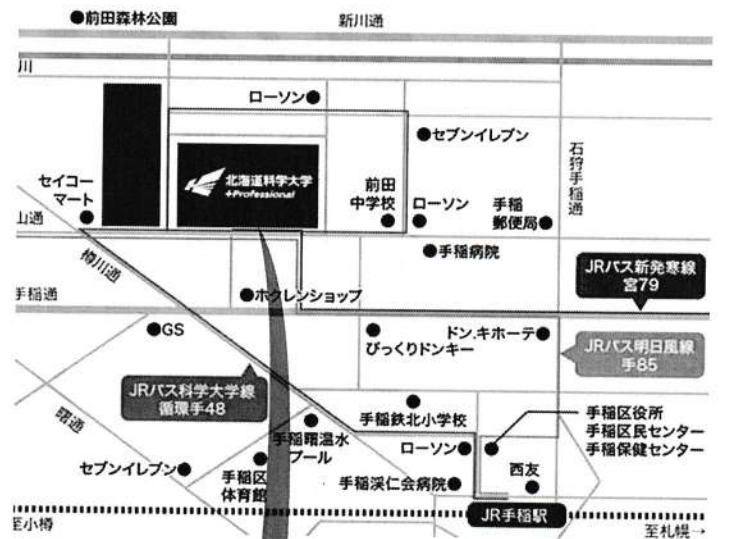 ●前田森林公園
新川通
川
ローソン●
●セブンイレブン
石狩手稲通
北海道科学大学
+Professional
セイコー
マート
前田
中学校
●ローソン
手稲
郵便局●
山通
●手稲病院
樽川通
JRバス新発寒線
宮79
手稲通
●ホクレンショップ
●GS
びっくりドンキー
ドン.キホーテ●
JRバス明日風線
手85
JRバス科学大学線
循環手48
手稲鉄北小学校
手稲区役所
手稲区民センター
手稲保健センター
曙通
手稲曙温水
プール
ローソン●
セブンイレブン●
手稲区
体育館
手稲渓仁会病院●
西友
JR手稲駅
至小樽
至札幌→